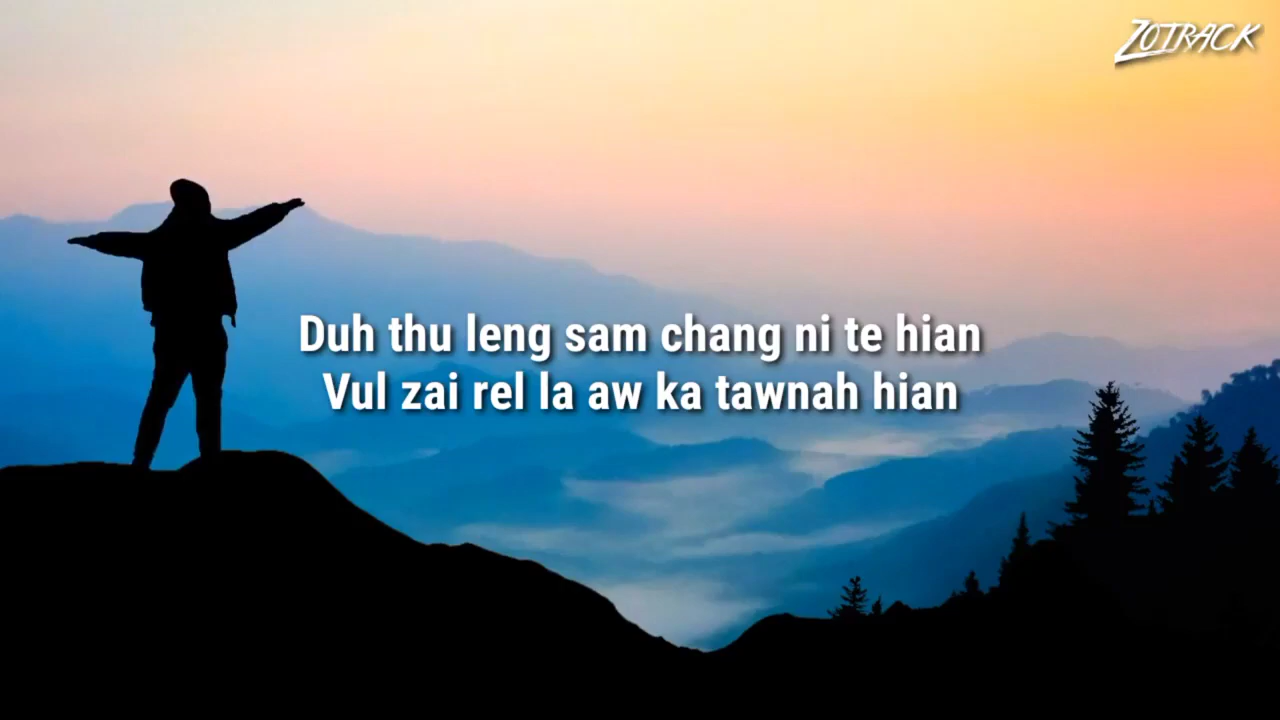 ZOTRACK
Duh thu leng sam chang ni te hian
Vul zai rel la aw ka tawnah hian